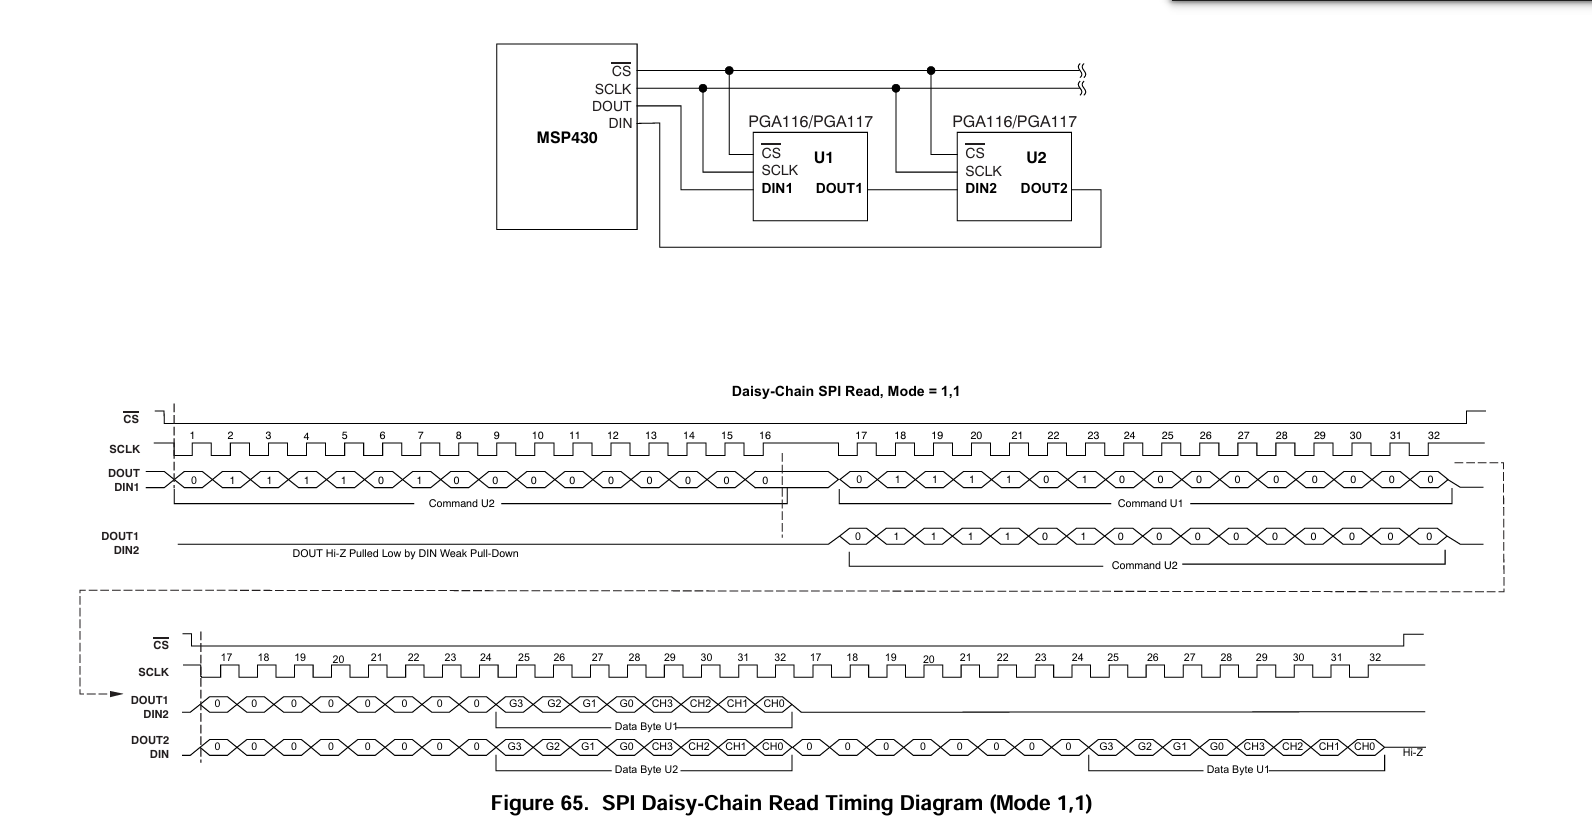 CS
SCLK
DOUT
DIN
MSP430
PGA116/PGA117
CS
U1
SCLK
DIN1 DOUT1
PGA116/PGA117
CS
U2
SCLK
DIN2 DOUT2
Daisy-Chain SPI Read, Mode = 1,1
CS
SCLK 1 2 3 4 5 6 7 8 9 10 11 12 13 14 15 16 17 18 19 20 21 22 23 24 25 26 27 28 29 30 31 32
DOUT
DIN1
0 1 1 1 1 0 1 0 0 0 0 0 0 0 0 0 0 1 1 1 1 0 1 0 0 0 0 0 0 0 0 0
Command U2 Command U1
DOUT1
DIN2
0 1 1 1 1 0 1 0 0 0 0 0 0 0 0 0
DOUT Hi-Z Pulled Low by DIN Weak Pull-Down
Command U2
CS
SCLK 17 18 19 20 21 22 23 24 25 26 27 28 29 30 31 32 17 18 19 20 21 22 23 24 25 26 27 28 29 30 31 32
DOUT1
DIN2
0 0 0 0 0 0 0 0 G3 G2 G1 G0 CH3 CH2 CH1 CH0
Data Byte U1
DOUT2
DIN
0 0 0 0 0 0 0 0 G3 G2 G1 G0 CH3 CH2 CH1 CH0 0 0 0 0 0 0 0 0 G3 G2 G1 G0 CH3 CH2 CH1 CH0 Hi-Z
Data Byte U2 Data Byte U1
Figure 65. SPI Daisy-Chain Read Timing Diagram (Mode 1,1)